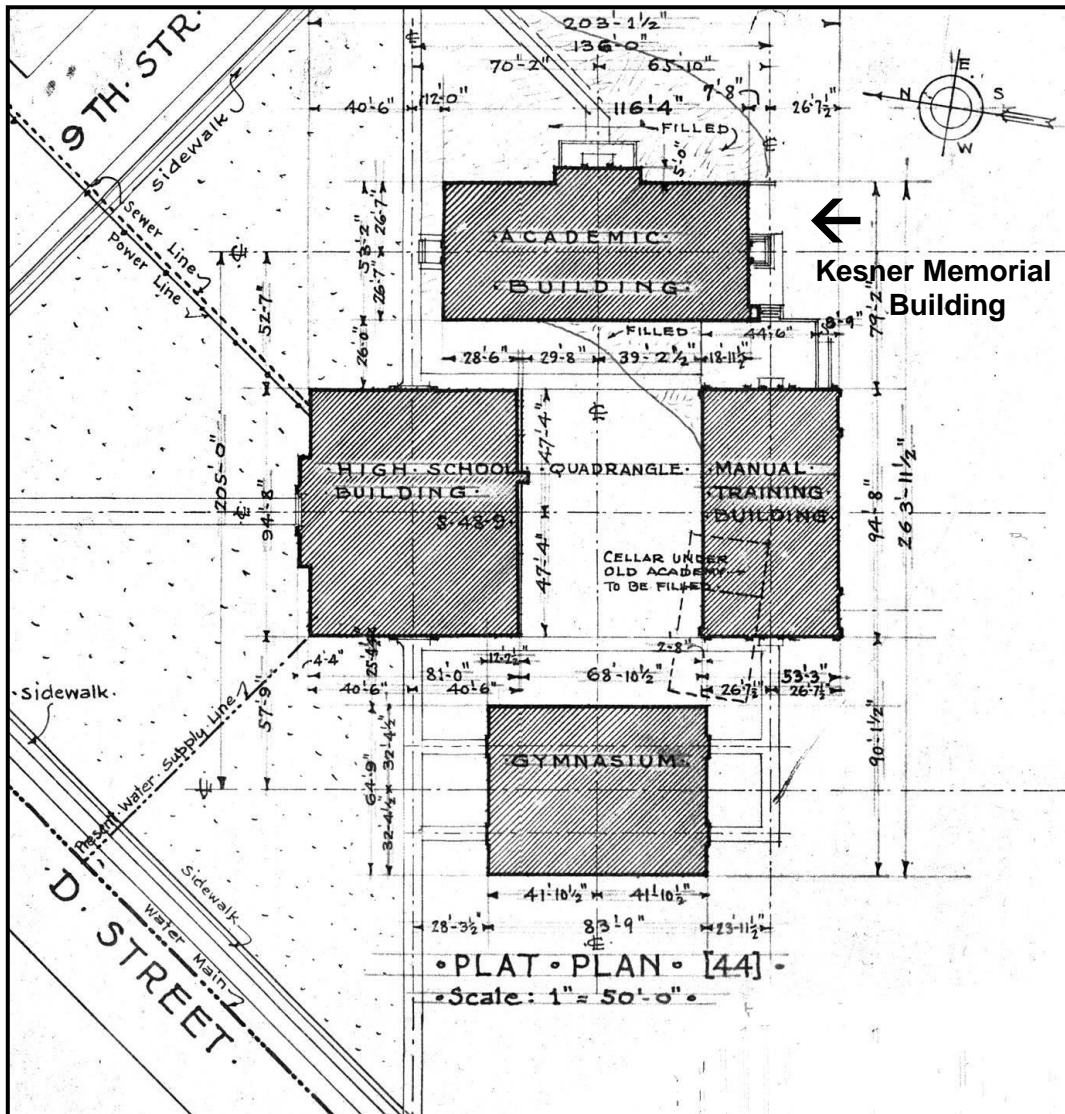 203'-1½"
136'-0"
70'-2" 65'-10"
40'-6" 12'-0" 116'4" 7'-8" 26'-7½"
FILLED
5'-0"
N E S W
9 TH. STR.
Sidewalk
Sewer Line
Power Line
53'-2"
26'-7"
26'-7"
26'-0"
52'-7"
·ACADEMIC·
·BUILDING·
Kesner Memorial
Building
79'-2"
FILLED
44'-6" 8'-9"
28'-6" 29'-8" 39'-2½" 18'-11½"
205'-0"
94'-8"
·HIGH SCHOOL
BUILDING·
S-48-9·
47'-4"
47'-4"
·QUADRANGLE·
·MANUAL·
·TRAINING·
·BUILDING·
94'-8"
263'-11½"
CELLAR UNDER
OLD ACADEMY
TO BE FILLED.
2'-8"
4'-4" 12'-2½"
81'-0" 68'-10½" 53'-3"
40'-6" 40'-6" 26'-7½" 26'-7½"
57'-9"
64'-9"
32'-4½"
32'-4½"
90'-1½"
Sidewalk.
Present Water Supply Line
·GYMNASIUM·
Sidewalk
Water Main
D. STREET.
41'-10½" 41'-10½"
28'-3½" 83'-9" 23'-11½"
·PLAT·PLAN· [44]·
·Scale: 1" = 50'-0"·